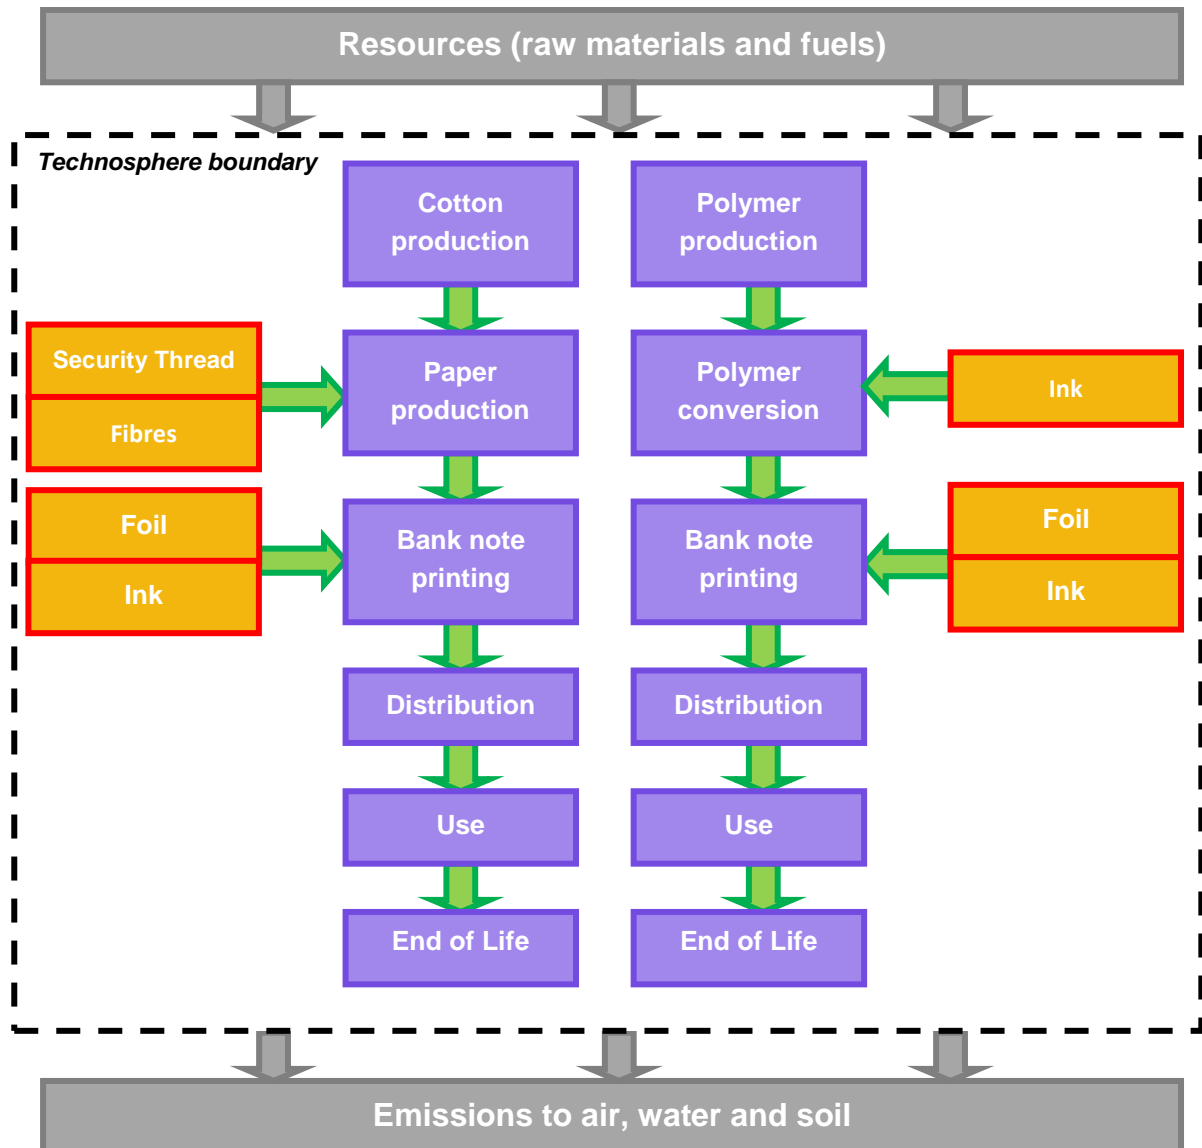 Resources (raw materials and fuels)
Technosphere boundary
Cotton
production
Polymer
production
Security Thread
Fibres
Paper
production
Polymer
conversion
Ink
Foil
Ink
Bank note
printing
Bank note
printing
Foil
Ink
Distribution
Distribution
Use
Use
End of Life
End of Life
Emissions to air, water and soil